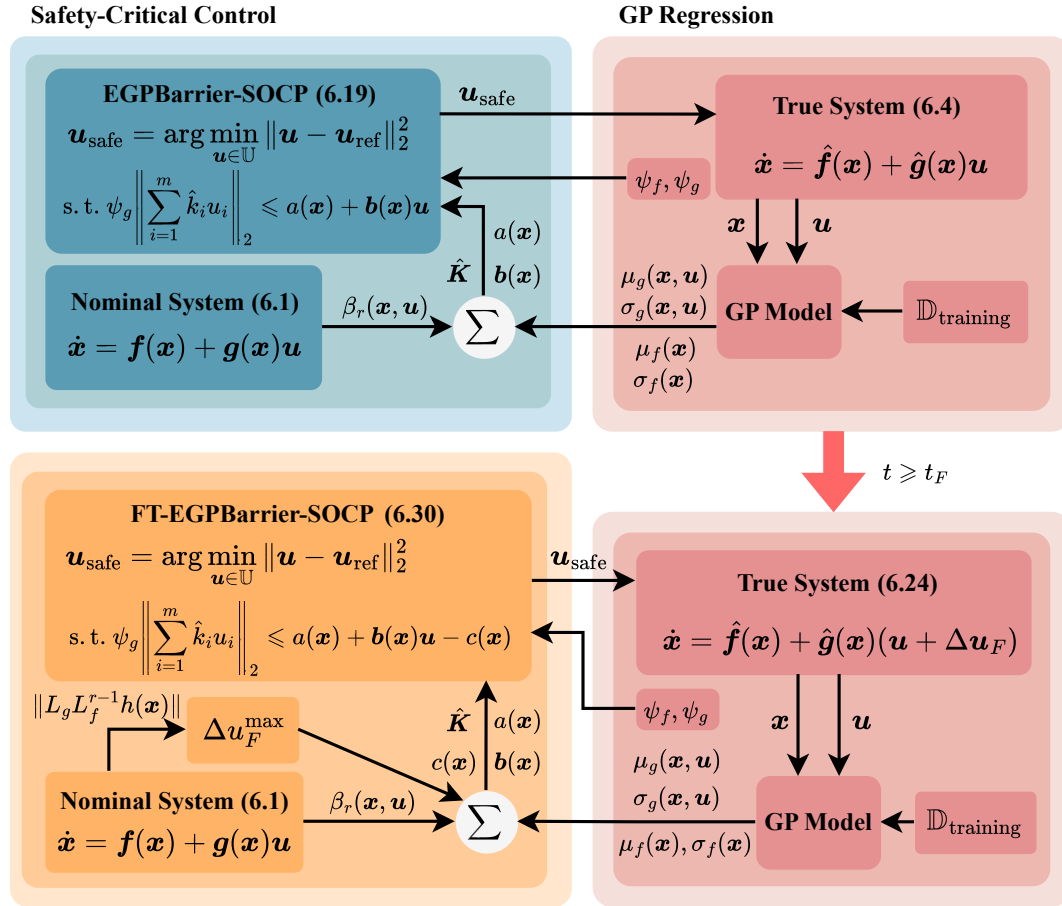 Safety-Critical Control
GP Regression
EGPBarrier-SOCP (6.19)
𝒖_safe = arg min_{𝒖∈𝕌} ‖𝒖 − 𝒖_ref‖₂²
s.t. ψ_g ‖∑_{i=1}^{m} k̂_i u_i‖₂ ⩽ a(𝒙) + 𝒃(𝒙)𝒖
𝒖_safe
True System (6.4)
𝒙̇ = 𝒇̂(𝒙) + 𝒈̂(𝒙)𝒖
ψ_f, ψ_g
𝒙
𝒖
a(𝒙)
𝑲̂
𝒃(𝒙)
Nominal System (6.1)
𝒙̇ = 𝒇(𝒙) + 𝒈(𝒙)𝒖
β_r(𝒙, 𝒖)
∑
μ_g(𝒙, 𝒖)
σ_g(𝒙, 𝒖)
μ_f(𝒙)
σ_f(𝒙)
GP Model
𝔻_training
t ⩾ t_F
FT-EGPBarrier-SOCP (6.30)
𝒖_safe = arg min_{𝒖∈𝕌} ‖𝒖 − 𝒖_ref‖₂²
s.t. ψ_g ‖∑_{i=1}^{m} k̂_i u_i‖₂ ⩽ a(𝒙) + 𝒃(𝒙)𝒖 − c(𝒙)
𝒖_safe
True System (6.24)
𝒙̇ = 𝒇̂(𝒙) + 𝒈̂(𝒙)(𝒖 + Δ𝒖_F)
ψ_f, ψ_g
𝒙
𝒖
‖L_g L_f^{r−1} h(𝒙)‖
Δu_F^max
𝑲̂
a(𝒙)
c(𝒙)
𝒃(𝒙)
Nominal System (6.1)
𝒙̇ = 𝒇(𝒙) + 𝒈(𝒙)𝒖
β_r(𝒙, 𝒖)
∑
μ_g(𝒙, 𝒖)
σ_g(𝒙, 𝒖)
μ_f(𝒙), σ_f(𝒙)
GP Model
𝔻_training